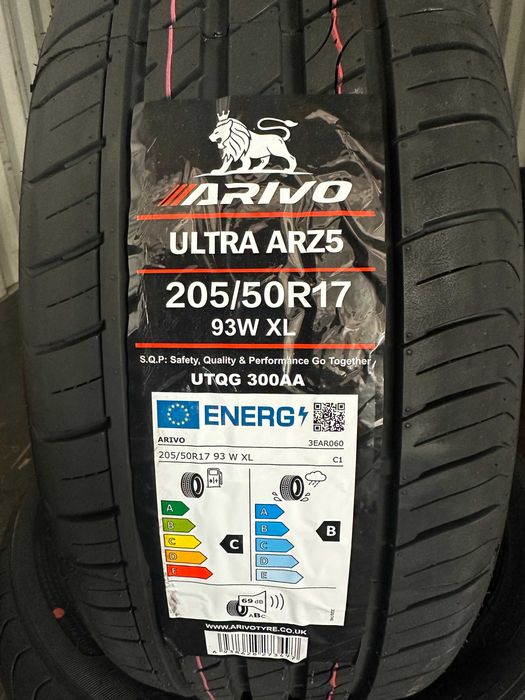 ARIVO
ULTRA ARZ5
205/50R17
93W XL
S.Q.P: Safety, Quality & Performance Go Together
UTQG 300AA
ENERG
ARIVO 3EAR060
205/50R17 93 W XL C1
A A
B B B
C C C
D D
E E
69 dB
ABC
WWW.ARIVOTYRE.CO.UK